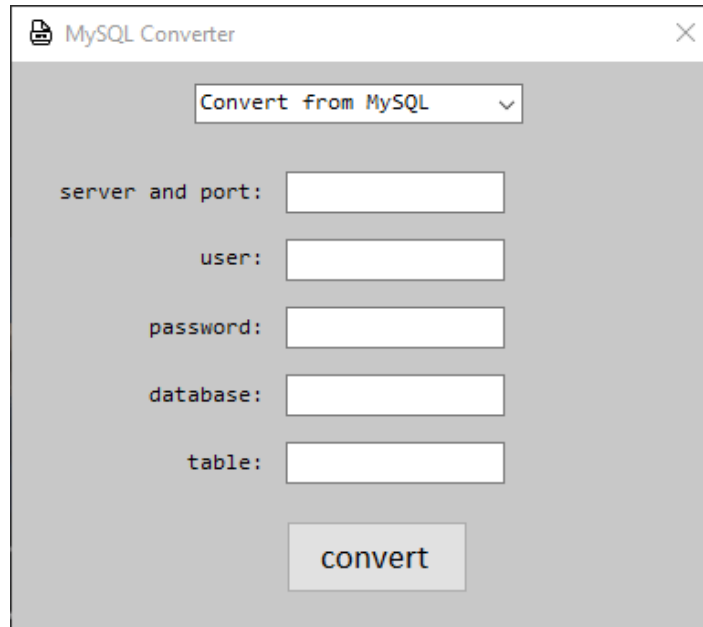 MySQL Converter
Convert from MySQL
server and port:
user:
password:
database:
table:
convert